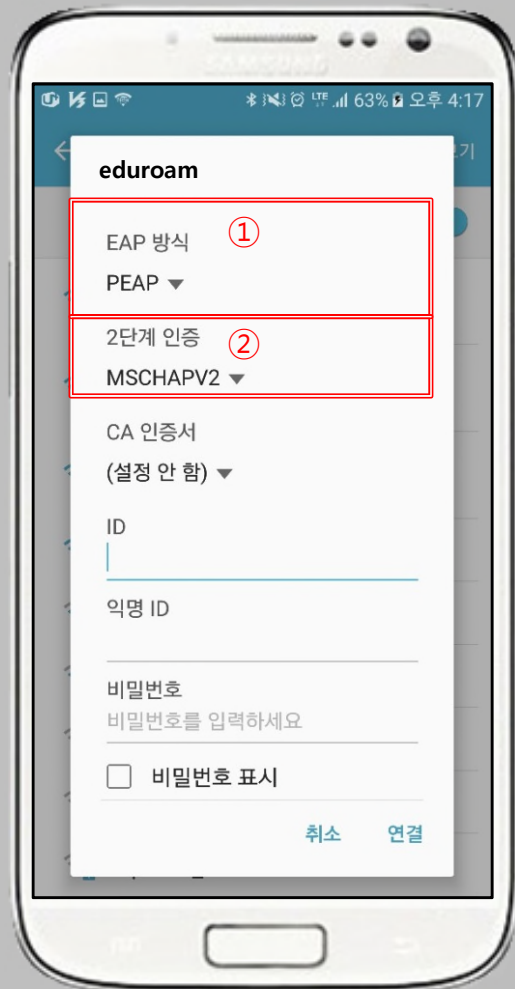 SAMSUNG
LTE 63% 오후 4:17
eduroam
EAP 방식 ①
PEAP
2단계 인증 ②
MSCHAPV2
CA 인증서
(설정 안 함)
ID
익명 ID
비밀번호
비밀번호를 입력하세요
비밀번호 표시
취소 연결